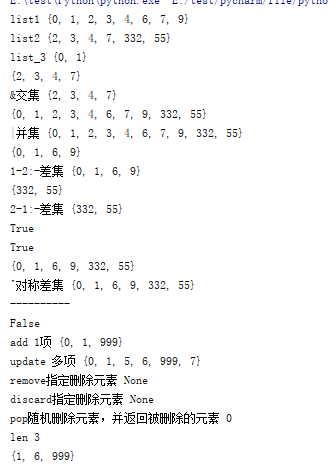 list1 {0, 1, 2, 3, 4, 6, 7, 9}
list2 {2, 3, 4, 7, 332, 55}
list_3 {0, 1}
{2, 3, 4, 7}
&交集 {2, 3, 4, 7}
{0, 1, 2, 3, 4, 6, 7, 9, 332, 55}
|并集 {0, 1, 2, 3, 4, 6, 7, 9, 332, 55}
{0, 1, 6, 9}
1-2:-差集 {0, 1, 6, 9}
{332, 55}
2-1:-差集 {332, 55}
True
True
{0, 1, 6, 9, 332, 55}
^对称差集 {0, 1, 6, 9, 332, 55}
----------
False
add 1项 {0, 1, 999}
update 多项 {0, 1, 5, 6, 999, 7}
remove指定删除元素 None
discard指定删除元素 None
pop随机删除元素，并返回被删除的元素 0
len 3
{1, 6, 999}